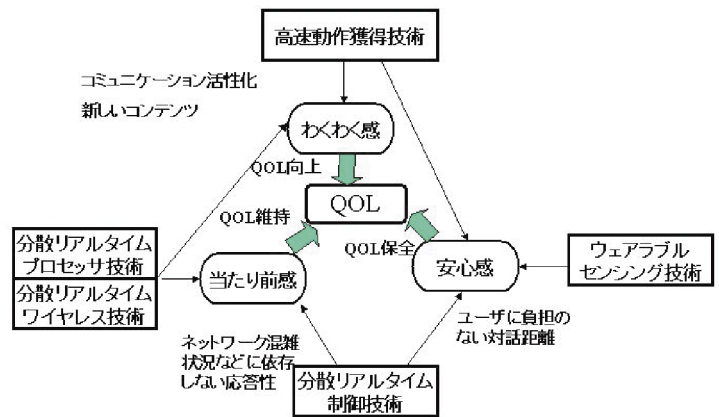 高速動作獲得技術
コミュニケーション活性化
新しいコンテンツ
わくわく感
QOL向上
QOL
QOL維持
QOL保全
分散リアルタイム
プロセッサ技術
分散リアルタイム
ワイヤレス技術
当たり前感
安心感
ウェアラブル
センシング技術
ネットワーク混雑
状況などに依存
しない応答性
ユーザに負担の
ない対話距離
分散リアルタイム
制御技術